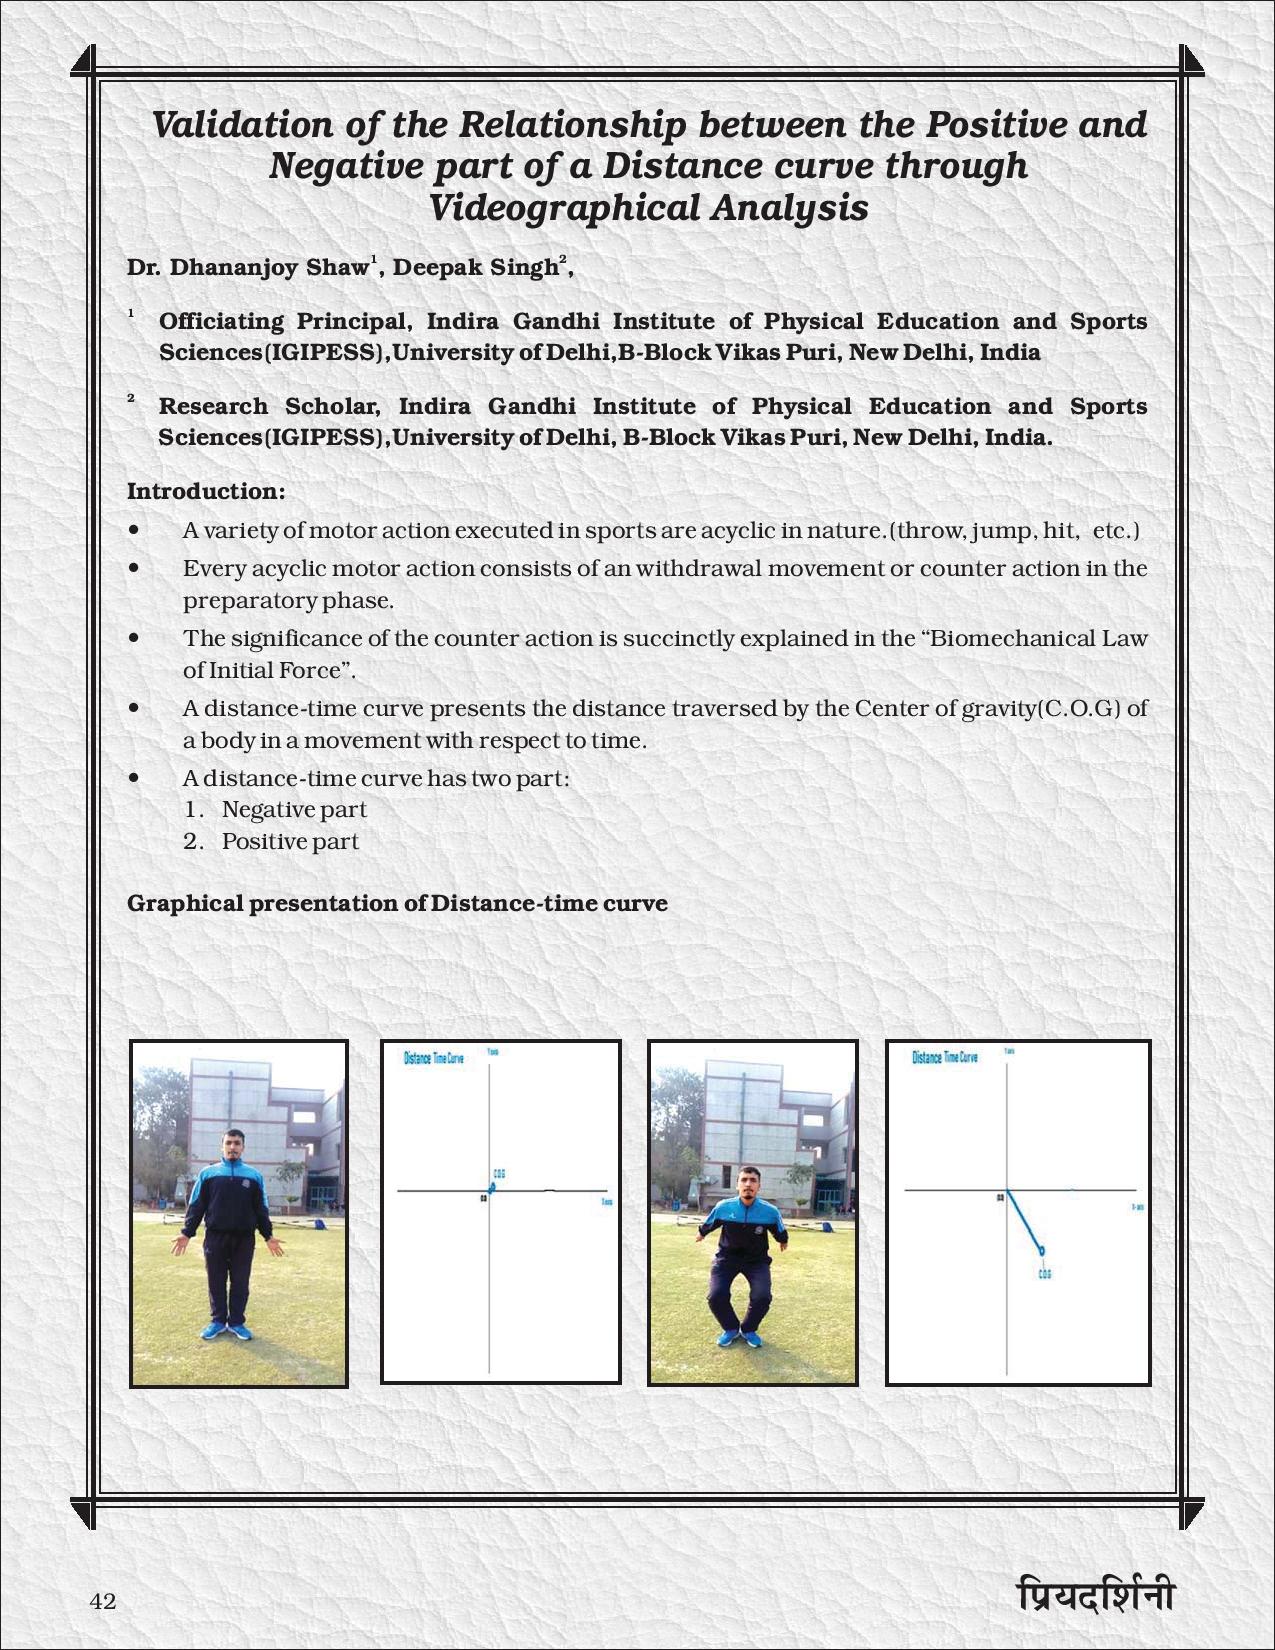 Validation of the Relationship between the Positive and
Negative part of a Distance curve through
Videographical Analysis
Dr. Dhananjoy Shaw1, Deepak Singh2,
1 Officiating Principal, Indira Gandhi Institute of Physical Education and Sports
Sciences(IGIPESS),University of Delhi,B-Block Vikas Puri, New Delhi, India
2 Research Scholar, Indira Gandhi Institute of Physical Education and Sports
Sciences(IGIPESS),University of Delhi, B-Block Vikas Puri, New Delhi, India.
Introduction:
• A variety of motor action executed in sports are acyclic in nature.(throw, jump, hit, etc.)
• Every acyclic motor action consists of an withdrawal movement or counter action in the
preparatory phase.
• The significance of the counter action is succinctly explained in the “Biomechanical Law
of Initial Force”.
• A distance-time curve presents the distance traversed by the Center of gravity(C.O.G) of
a body in a movement with respect to time.
• A distance-time curve has two part:
1. Negative part
2. Positive part
Graphical presentation of Distance-time curve
Distance Time Curve
Y axis
C.O.G
X axis
Distance Time Curve
Y axis
X- axis
C.O.G
42
प्रियदर्शिनी